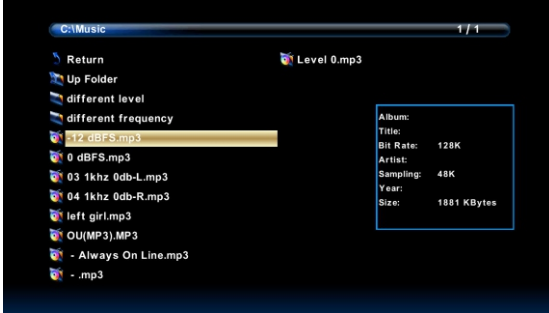 C:\Music
1 / 1
Return
Up Folder
different level
different frequency
-12 dBFS.mp3
0 dBFS.mp3
03 1khz 0db-L.mp3
04 1khz 0db-R.mp3
left girl.mp3
OU(MP3).MP3
- Always On Line.mp3
- .mp3
Level 0.mp3
Album:
Title:
Bit Rate: 128K
Artist:
Sampling: 48K
Year:
Size: 1881 KBytes